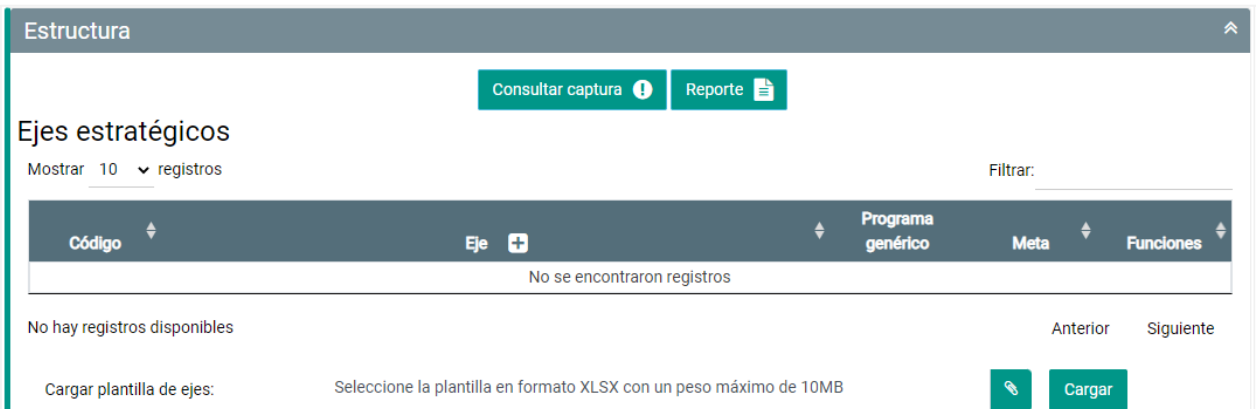 Estructura
Consultar captura Reporte
Ejes estratégicos
Mostrar 10 registros Filtrar:
Código Eje Programa genérico Meta Funciones
No se encontraron registros
No hay registros disponibles Anterior Siguiente
Cargar plantilla de ejes: Seleccione la plantilla en formato XLSX con un peso máximo de 10MB Cargar